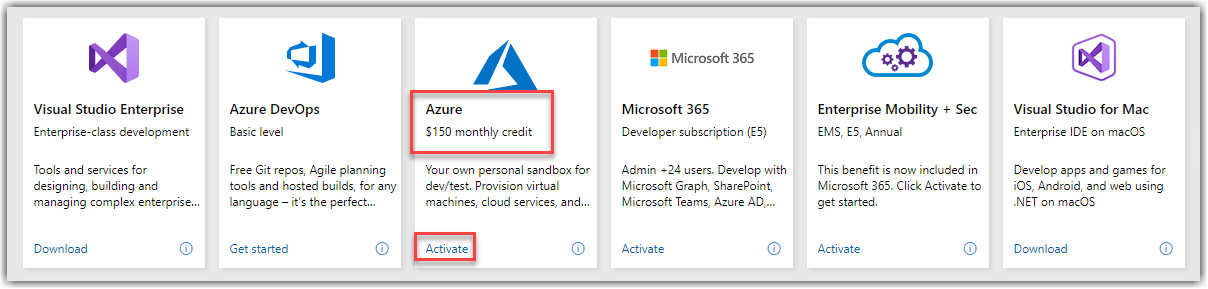 Visual Studio Enterprise
Enterprise-class development
Tools and services for
designing, building and
managing complex enterprise...
Download
Azure DevOps
Basic level
Free Git repos, Agile planning
tools and hosted builds, for any
language – it's the perfect...
Get started
Azure
$150 monthly credit
Your own personal sandbox for
dev/test. Provision virtual
machines, cloud services, and...
Activate
Microsoft 365
Microsoft 365
Developer subscription (E5)
Admin +24 users. Develop with
Microsoft Graph, SharePoint,
Microsoft Teams, Azure AD,...
Activate
Enterprise Mobility + Sec
EMS, E5, Annual
This benefit is now included in
Microsoft 365. Click Activate to
get started.
Activate
Visual Studio for Mac
Enterprise IDE on macOS
Develop apps and games for
iOS, Android, and web using
.NET on macOS
Download